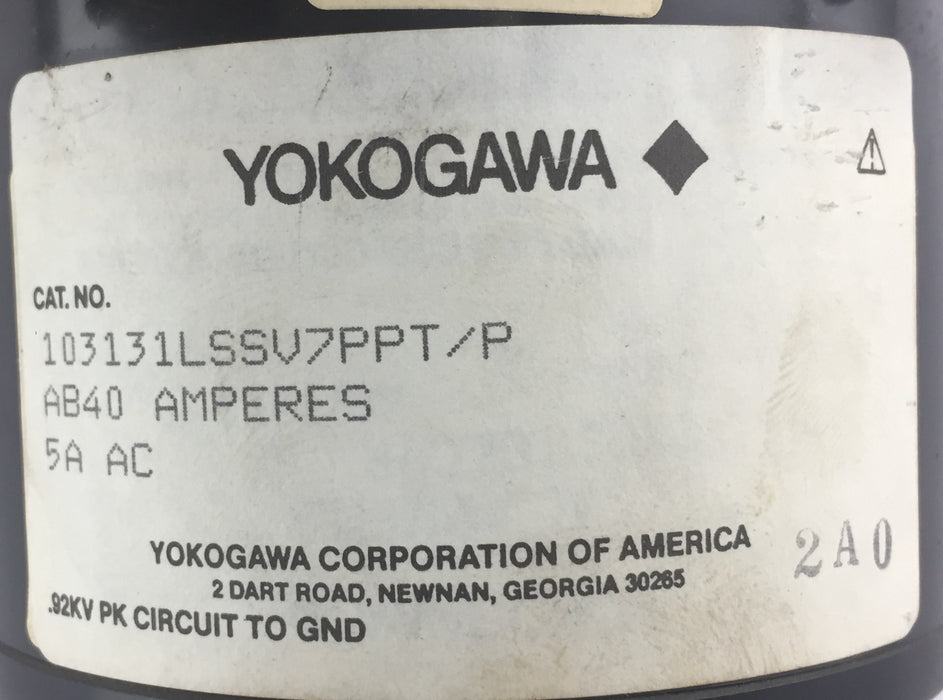 YOKOGAWA
CAT. NO.
103131LSSV7PPT/P
AB40 AMPERES
5A AC
YOKOGAWA CORPORATION OF AMERICA
2 DART ROAD, NEWNAN, GEORGIA 30265
2A0
.92KV PK CIRCUIT TO GND